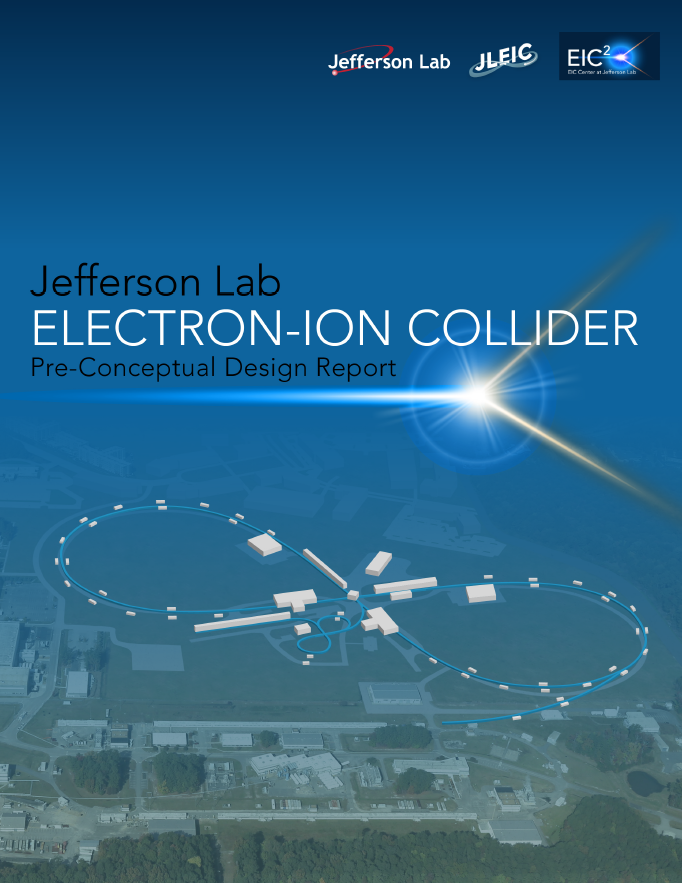 Jefferson Lab
JLEIC
EIC²
EIC Center at Jefferson Lab
Jefferson Lab
ELECTRON-ION COLLIDER
Pre-Conceptual Design Report